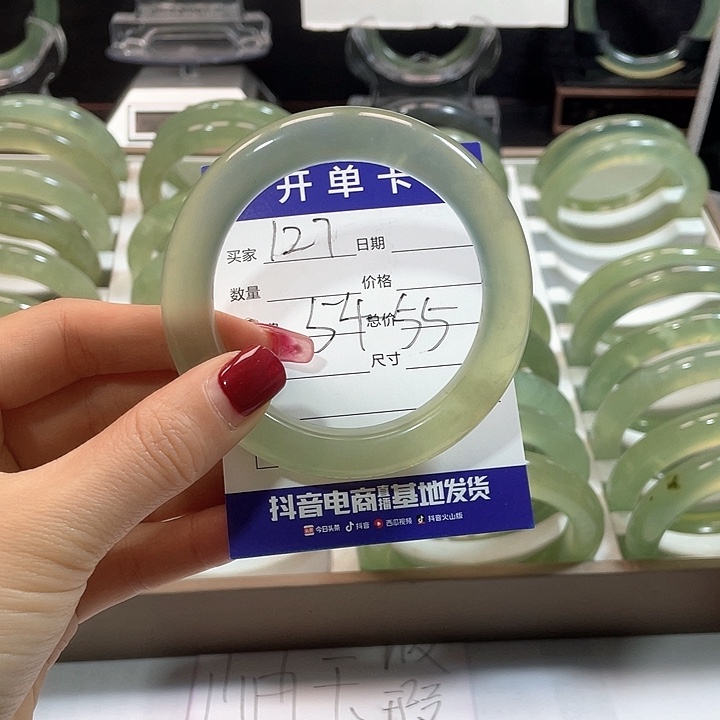 开单卡
买家 127 日期
数量 价格
54 总价 55
尺寸
抖音电商直播基地发货
今日头条 抖音 西瓜视频 抖音火山版